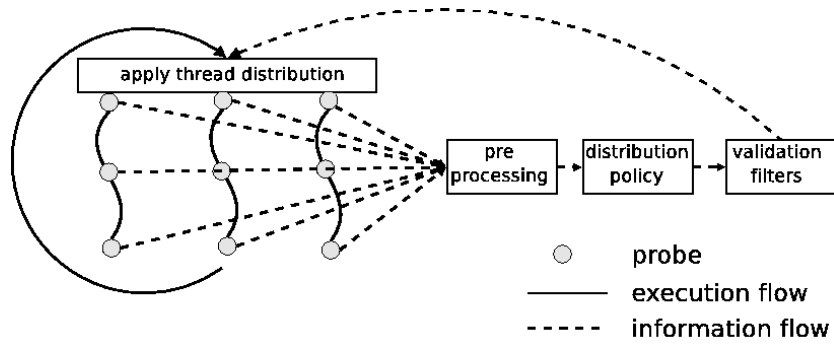 apply thread distribution
pre
processing
distribution
policy
validation
filters
probe
execution flow
information flow